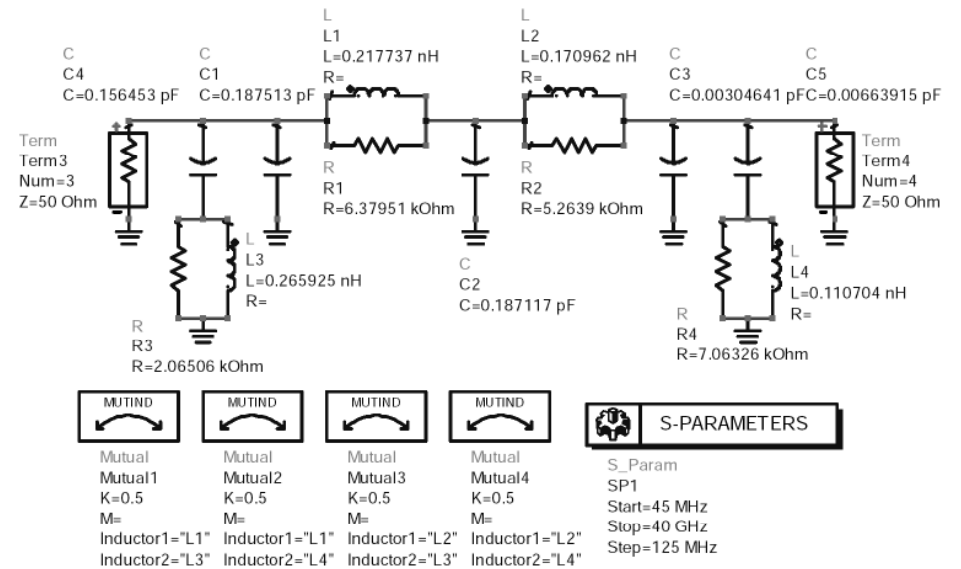 L
L1
L=0.217737 nH
R=
L
L2
L=0.170962 nH
R=
C
C4
C=0.156453 pF
C
C1
C=0.187513 pF
C
C3
C=0.00304641 pF
C
C5
C=0.00663915 pF
+
Term
Term3
Num=3
Z=50 Ohm
-
R
R1
R=6.37951 kOhm
R
R2
R=5.2639 kOhm
+
Term
Term4
Num=4
Z=50 Ohm
-
L
L3
L=0.265925 nH
R=
C
C2
C=0.187117 pF
L
L4
L=0.110704 nH
R=
R
R3
R=2.06506 kOhm
R
R4
R=7.06326 kOhm
MUTIND
Mutual
Mutual1
K=0.5
M=
Inductor1="L1"
Inductor2="L3"
MUTIND
Mutual
Mutual2
K=0.5
M=
Inductor1="L1"
Inductor2="L4"
MUTIND
Mutual
Mutual3
K=0.5
M=
Inductor1="L2"
Inductor2="L3"
MUTIND
Mutual
Mutual4
K=0.5
M=
Inductor1="L2"
Inductor2="L4"
S-PARAMETERS
S_Param
SP1
Start=45 MHz
Stop=40 GHz
Step=125 MHz